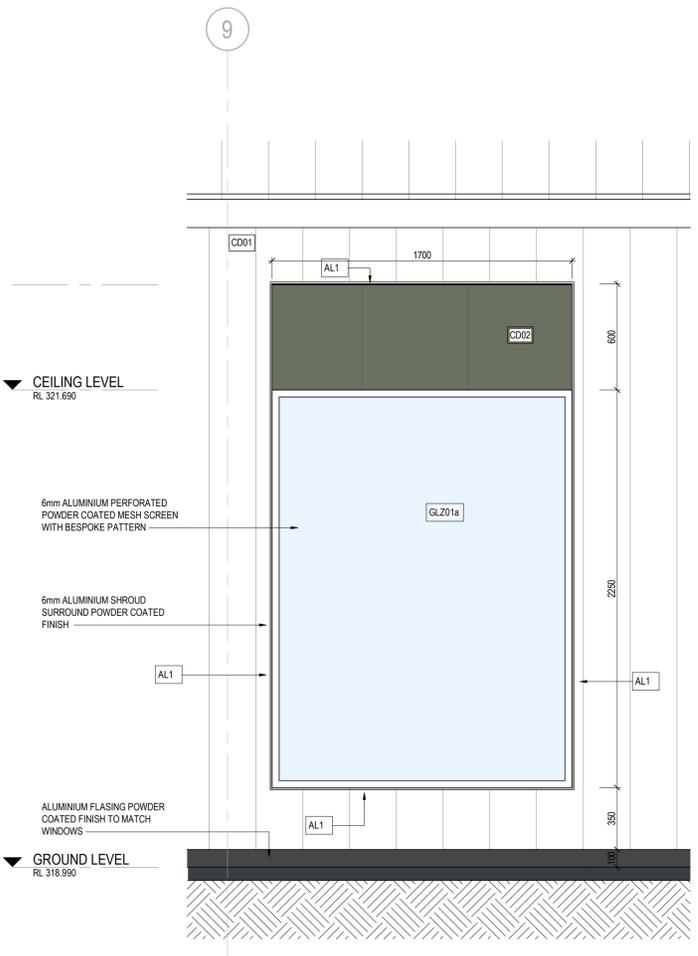 9
CD01
1700
AL1
CD02
600
CEILING LEVEL
RL 321.690
6mm ALUMINIUM PERFORATED
POWDER COATED MESH SCREEN
WITH BESPOKE PATTERN
GLZ01a
2250
6mm ALUMINIUM SHROUD
SURROUND POWDER COATED
FINISH
AL1
AL1
ALUMINIUM FLASING POWDER
COATED FINISH TO MATCH
WINDOWS
AL1
350
100
GROUND LEVEL
RL 318.990